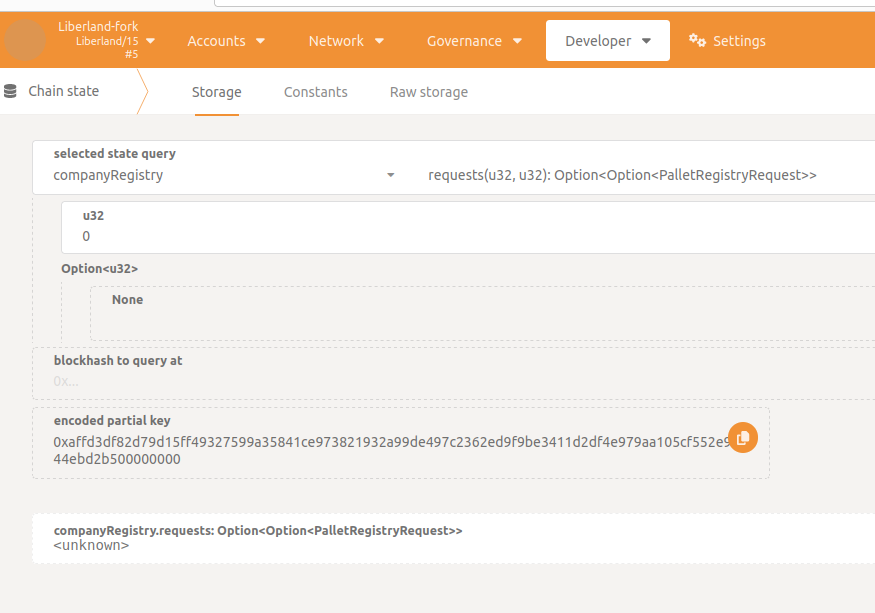 Liberland-fork
Liberland/15
#5
Accounts
Network
Governance
Developer
Settings
Chain state
Storage
Constants
Raw storage
selected state query
companyRegistry
requests(u32, u32): Option<Option<PalletRegistryRequest>>
u32
0
Option<u32>
None
blockhash to query at
0x...
encoded partial key
0xaffd3df82d79d15ff49327599a35841ce973821932a99de497c2362ed9f9be3411d2df4e979aa105cf552e9
44ebd2b500000000
companyRegistry.requests: Option<Option<PalletRegistryRequest>>
<unknown>